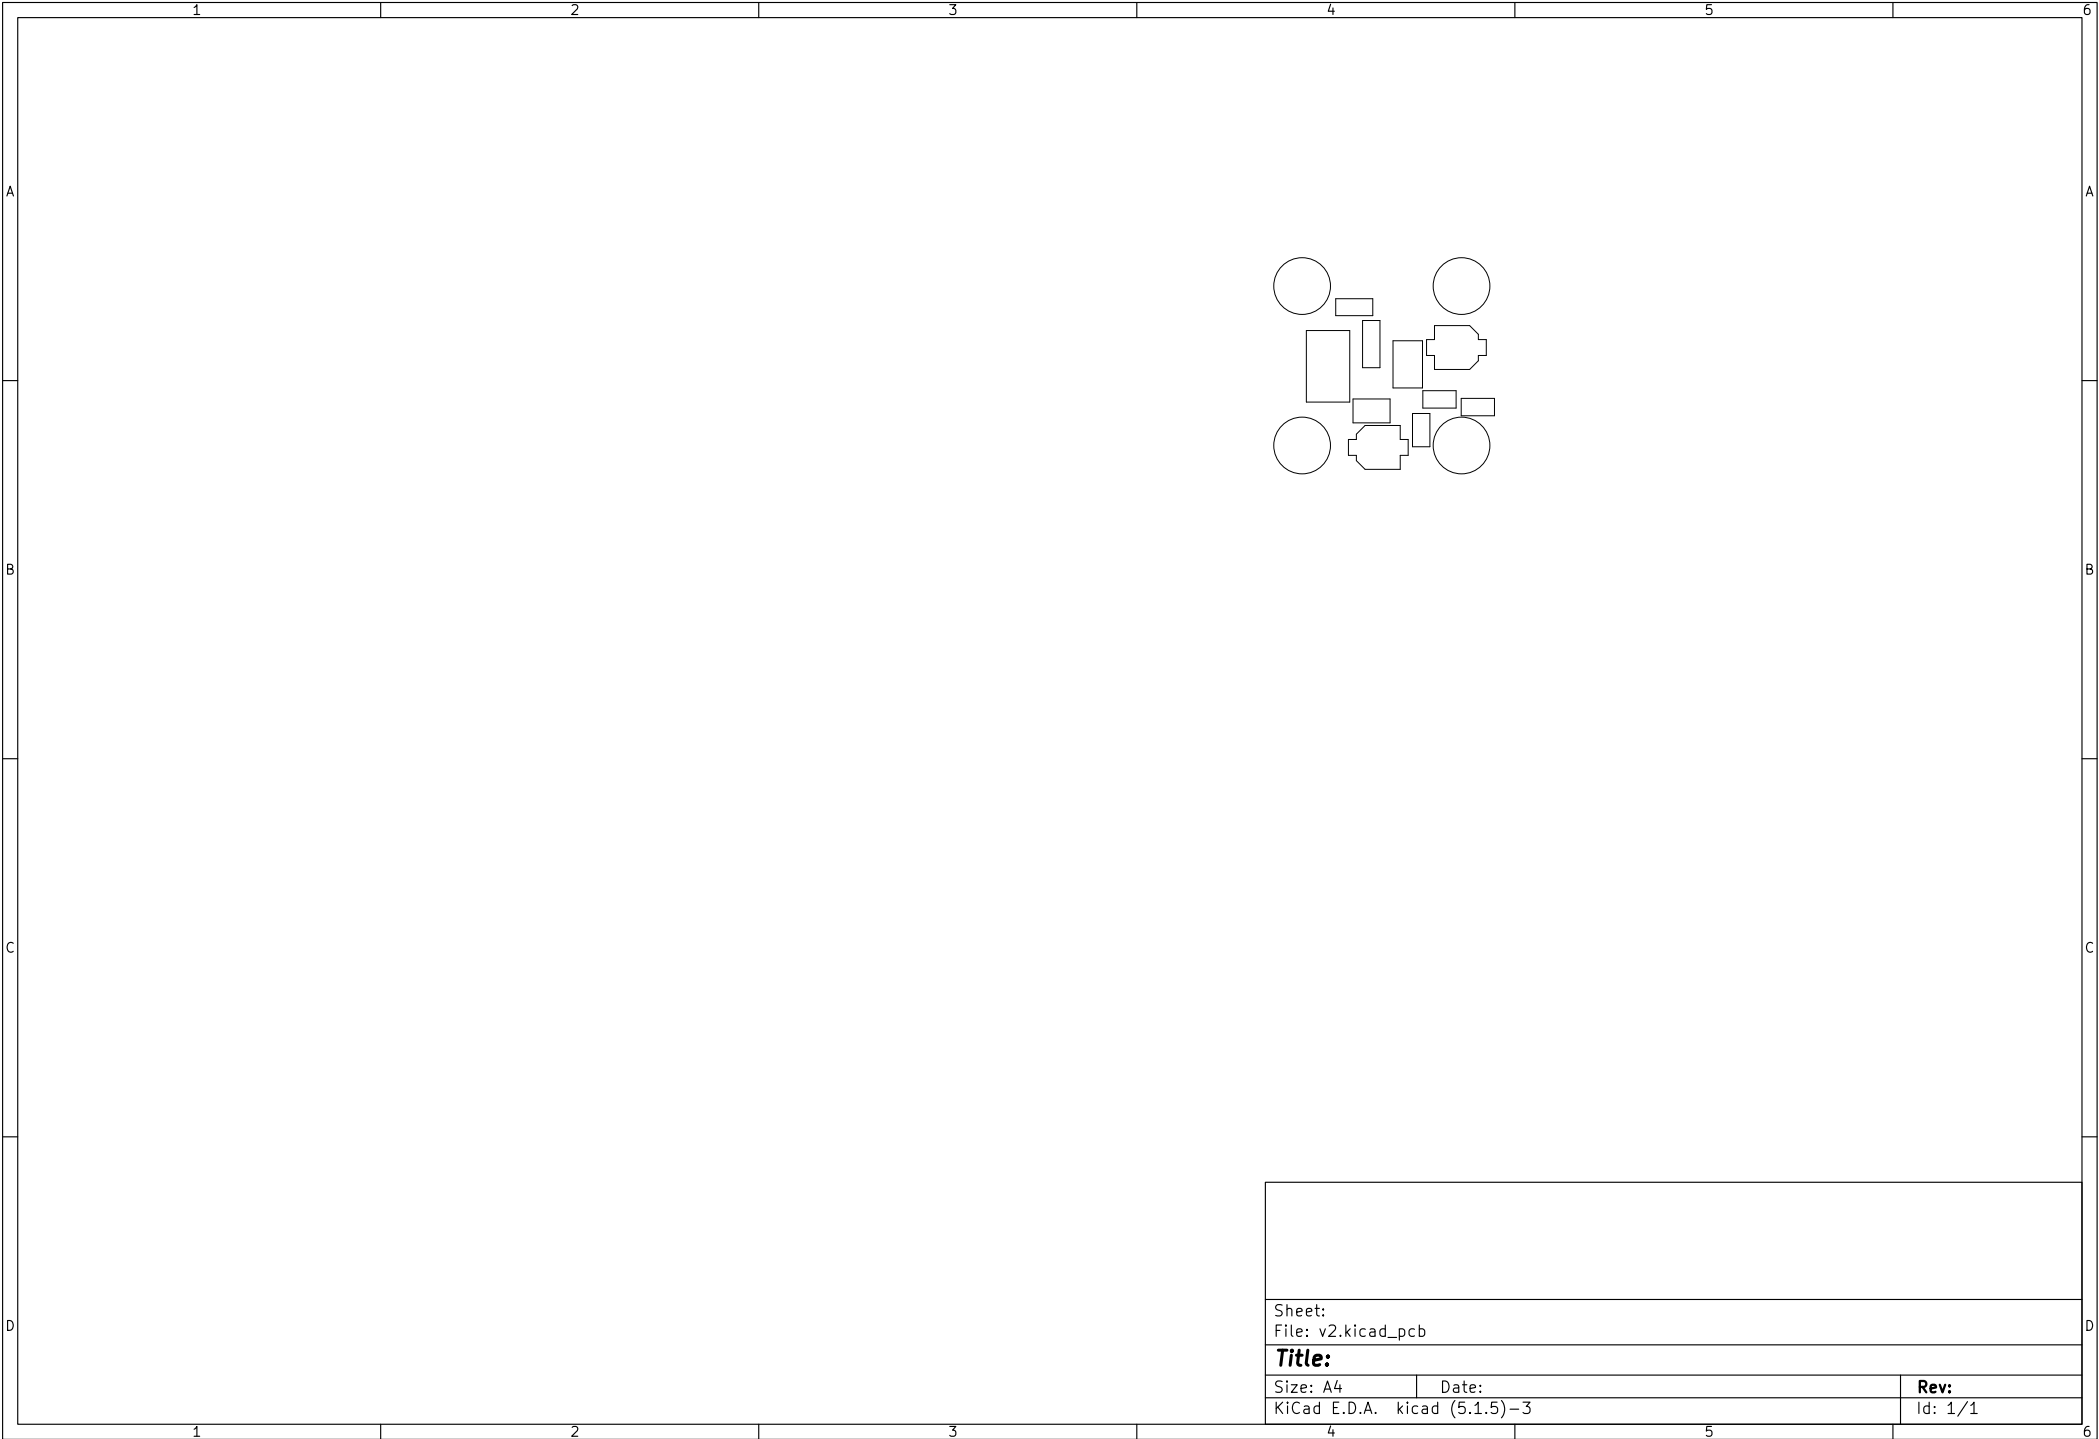 1 2 3 4 5 6
A A
B B
C C
Sheet:
File: v2.kicad_pcb
D D
Title:
Size: A4 Date: Rev:
KiCad E.D.A. kicad (5.1.5)-3 Id: 1/1
1 2 3 4 5 6